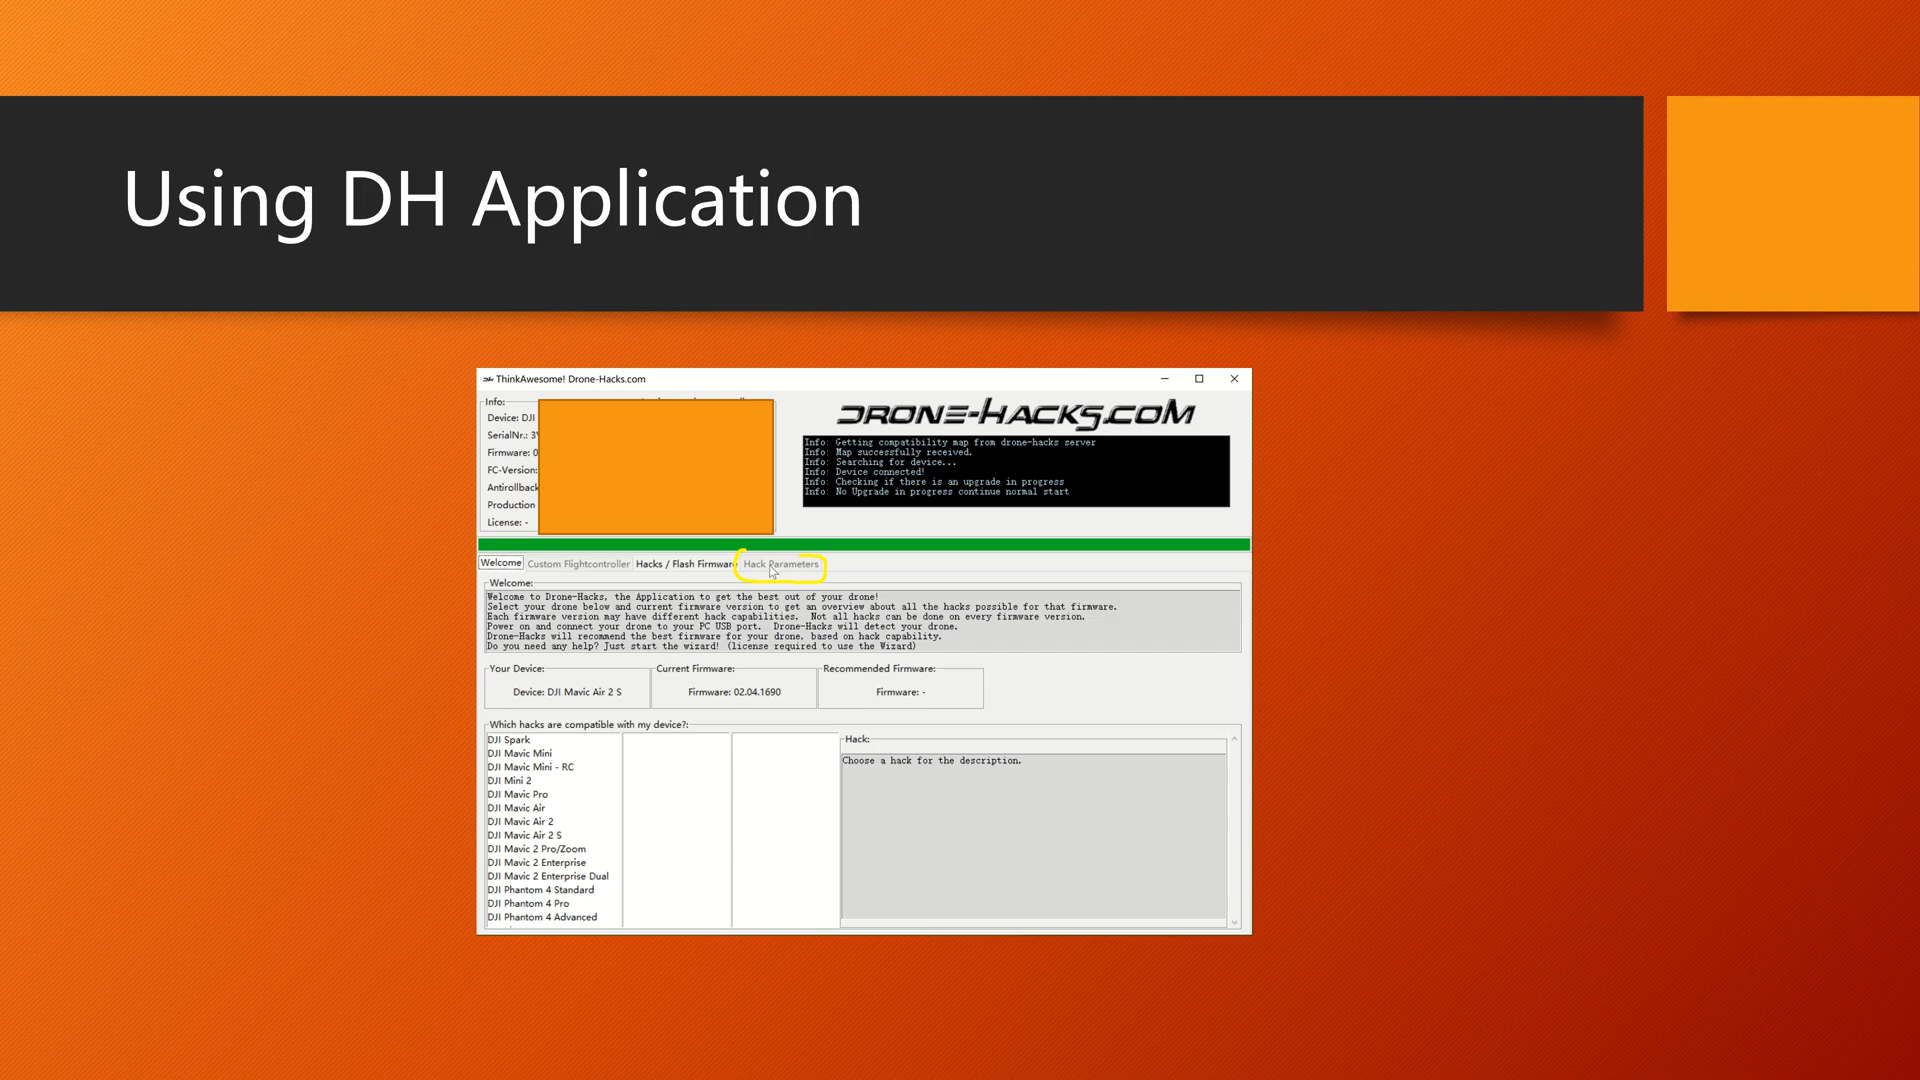 Using DH Application
ThinkAwesome! Drone-Hacks.com
Info:
Device: DJI
SerialNr.: 3
Firmware: 0
FC-Version:
Antirollback
Production
License: -
DRONE-HACKS.COM
Info: Getting compatibility map from drone-hacks server
Info: Map successfully received.
Info: Searching for device...
Info: Device connected!
Info: Checking if there is an upgrade in progress
Info: No Upgrade in progress continue normal start
Welcome Custom Flightcontroller Hacks / Flash Firmware Hack Parameters
Welcome:
Welcome to Drone-Hacks, the Application to get the best out of your drone!
Select your drone below and current firmware version to get an overview about all the hacks possible for that firmware.
Each firmware version may have different hack capabilities. Not all hacks can be done on every firmware version.
Power on and connect your drone to your PC USB port. Drone-Hacks will detect your drone.
Drone-Hacks will recommend the best firmware for your drone, based on hack capability.
Do you need any help? Just start the wizard! (license required to use the Wizard)
Your Device: Current Firmware: Recommended Firmware:
Device: DJI Mavic Air 2 S Firmware: 02.04.1690 Firmware: -
Which hacks are compatible with my device?:
DJI Spark
DJI Mavic Mini
DJI Mavic Mini - RC
DJI Mini 2
DJI Mavic Pro
DJI Mavic Air
DJI Mavic Air 2
DJI Mavic Air 2 S
DJI Mavic 2 Pro/Zoom
DJI Mavic 2 Enterprise
DJI Mavic 2 Enterprise Dual
DJI Phantom 4 Standard
DJI Phantom 4 Pro
DJI Phantom 4 Advanced
Hack:
Choose a hack for the description.